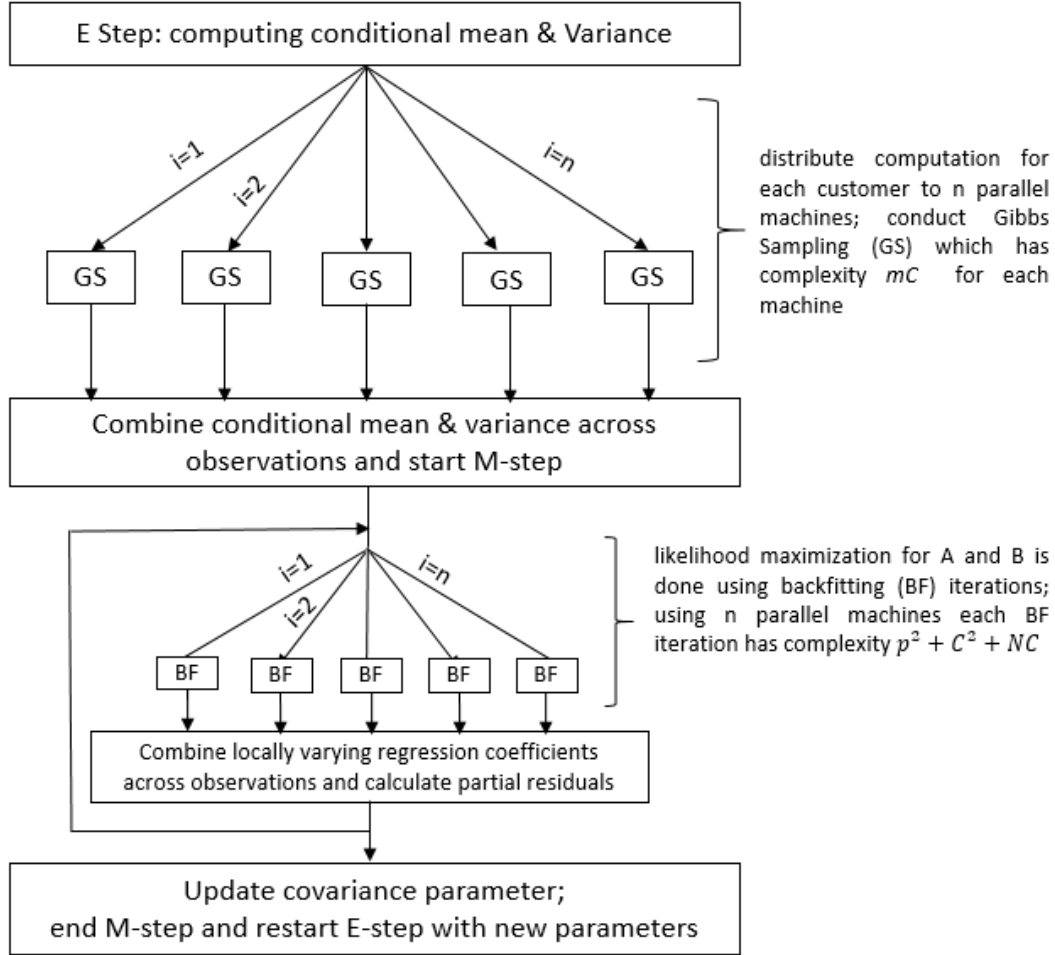 E Step: computing conditional mean & Variance
i=1
i=2
i=n
distribute computation for
each customer to n parallel
machines; conduct Gibbs
Sampling (GS) which has
complexity mC for each
machine
GS
GS
GS
GS
GS
Combine conditional mean & variance across
observations and start M-step
i=1
i=2
i=n
likelihood maximization for A and B is
done using backfitting (BF) iterations;
using n parallel machines each BF
iteration has complexity p² + C² + NC
BF
BF
BF
BF
BF
Combine locally varying regression coefficients
across observations and calculate partial residuals
Update covariance parameter;
end M-step and restart E-step with new parameters